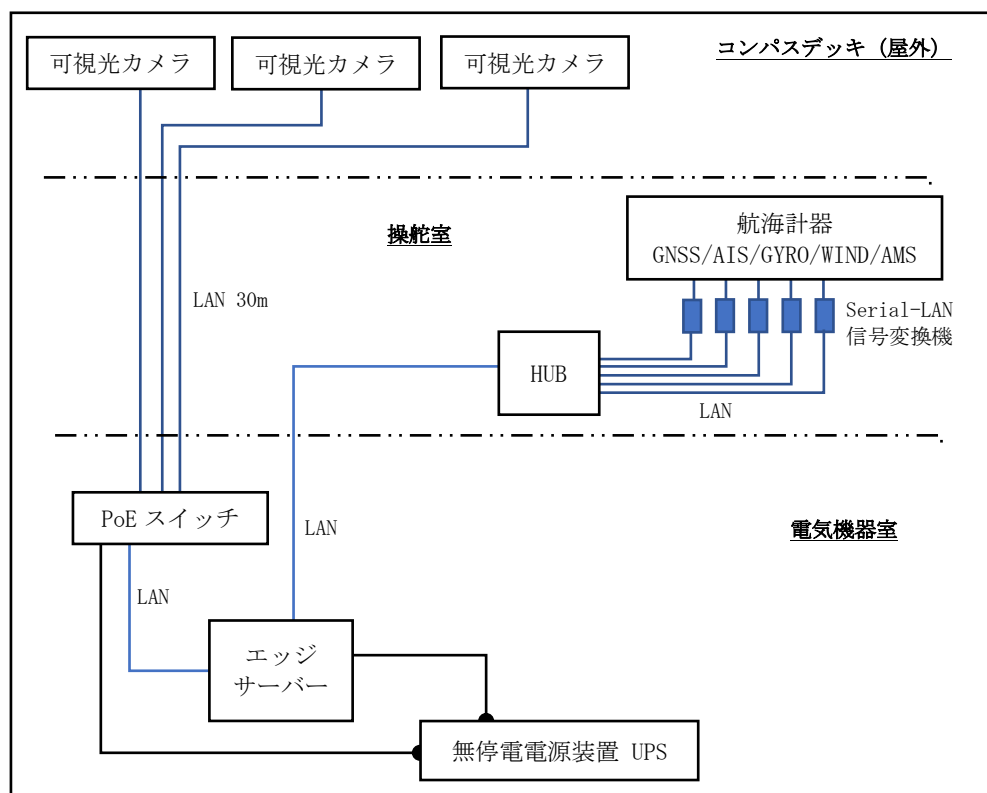 コンパスデッキ（屋外）
可視光カメラ
可視光カメラ
可視光カメラ
操舵室
航海計器
GNSS/AIS/GYRO/WIND/AMS
LAN 30m
Serial-LAN
信号変換機
HUB
LAN
PoE スイッチ
LAN
電気機器室
LAN
エッジ
サーバー
無停電電源装置 UPS